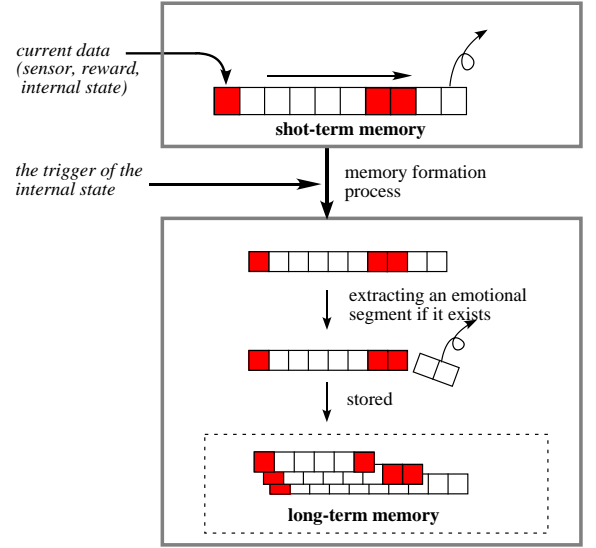 current data
(sensor, reward,
internal state)
shot-term memory
the trigger of the
internal state
memory formation
process
extracting an emotional
segment if it exists
stored
long-term memory